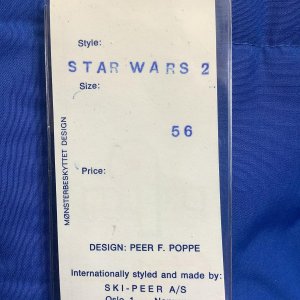 Style:
STAR WARS 2
Size:
56
Price:
MØNSTERBESKYTTET DESIGN
DESIGN: PEER F. POPPE
Internationally styled and made by
SKI-PEER A/S
Oslo 1